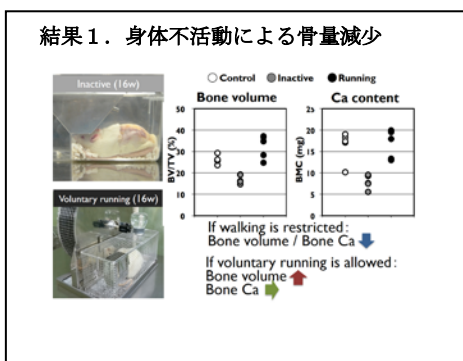 結果１．身体不活動による骨量減少
Inactive (16w)
Voluntary running (16w)
Control Inactive Running
Bone volume
Ca content
BV/TV (%)
50
40
30
20
10
0
BMC (mg)
25
20
15
10
5
0
If walking is restricted:
Bone volume / Bone Ca
If voluntary running is allowed:
Bone volume
Bone Ca